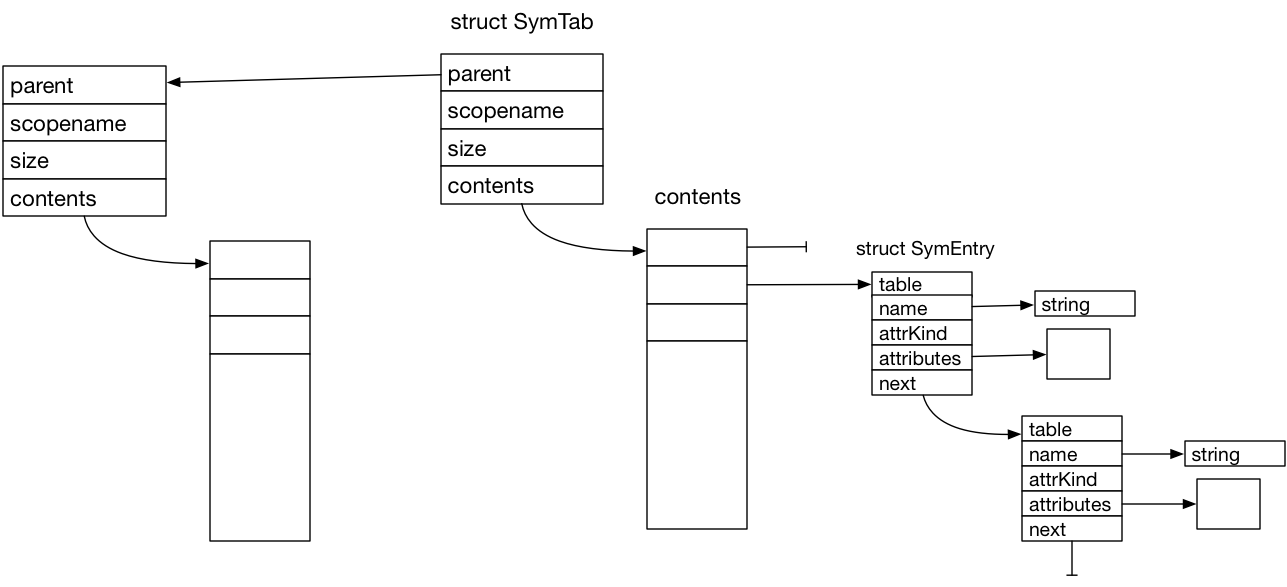 struct SymTab
parent
scopename
size
contents
parent
scopename
size
contents
contents
struct SymEntry
table
name
attrKind
attributes
next
string
table
name
attrKind
attributes
next
string